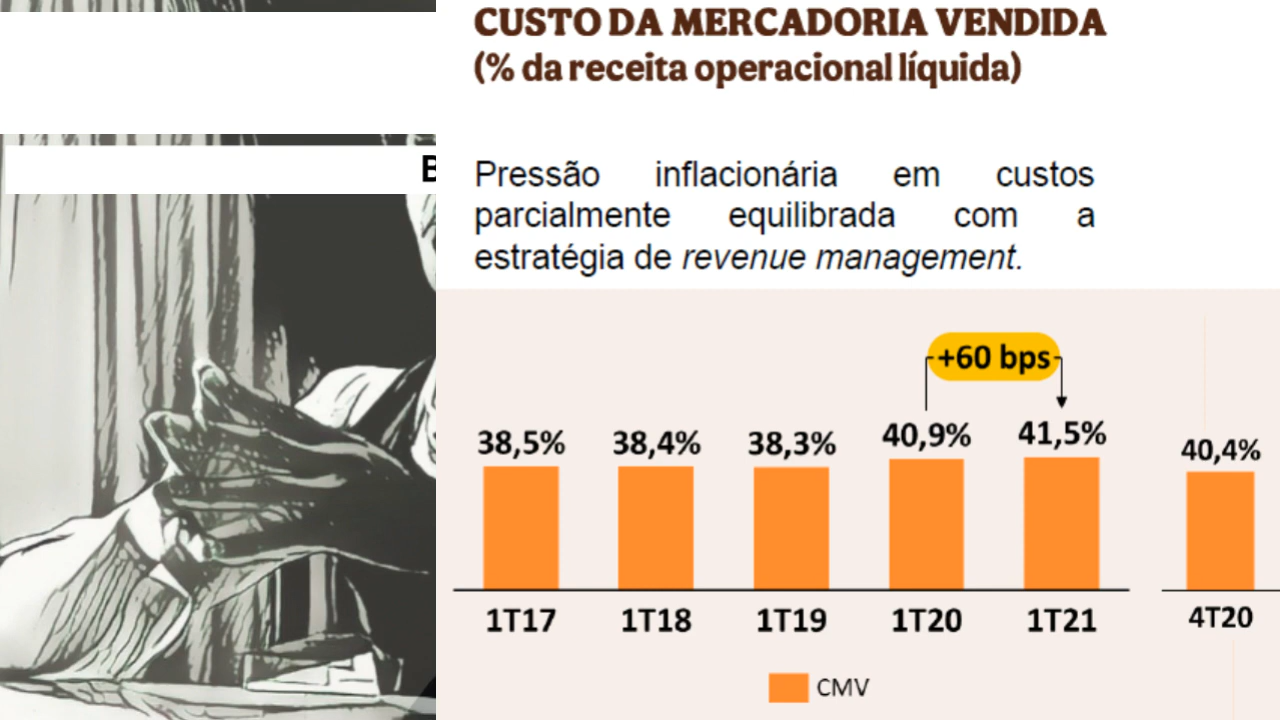 CUSTO DA MERCADORIA VENDIDA
(% da receita operacional líquida)
B
Pressão inflacionária em custos
parcialmente equilibrada com a
estratégia de revenue management.
+60 bps
38,5% 38,4% 38,3% 40,9% 41,5% 40,4%
1T17 1T18 1T19 1T20 1T21 4T20
CMV